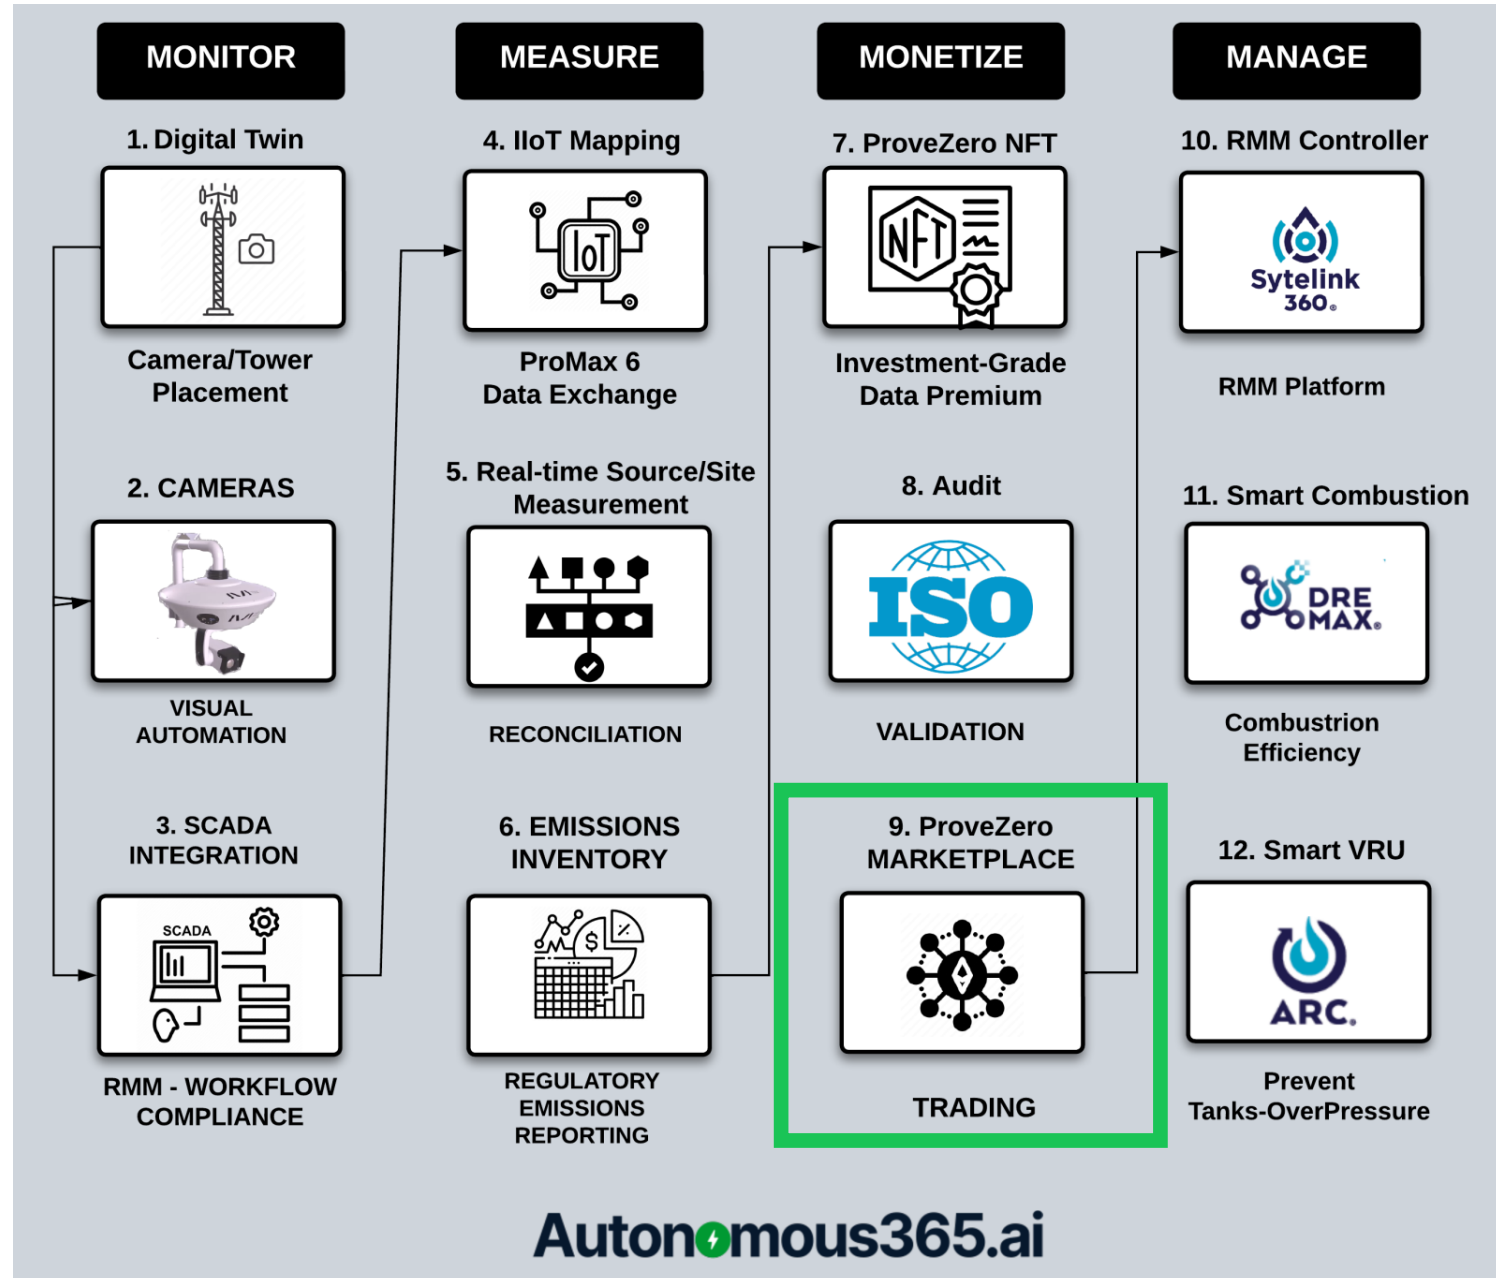 MONITOR
MEASURE
MONETIZE
MANAGE
1. Digital Twin
Camera/Tower
Placement
2. CAMERAS
VISUAL
AUTOMATION
3. SCADA
INTEGRATION
SCADA
RMM - WORKFLOW
COMPLIANCE
4. IIoT Mapping
IoT
ProMax 6
Data Exchange
5. Real-time Source/Site
Measurement
RECONCILIATION
6. EMISSIONS
INVENTORY
$
%
REGULATORY
EMISSIONS
REPORTING
7. ProveZero NFT
NFT
Investment-Grade
Data Premium
8. Audit
ISO
VALIDATION
9. ProveZero
MARKETPLACE
TRADING
10. RMM Controller
Sytelink
360®
RMM Platform
11. Smart Combustion
DRE
MAX®
Combustrion
Efficiency
12. Smart VRU
ARC®
Prevent
Tanks-OverPressure
Autonomous365.ai